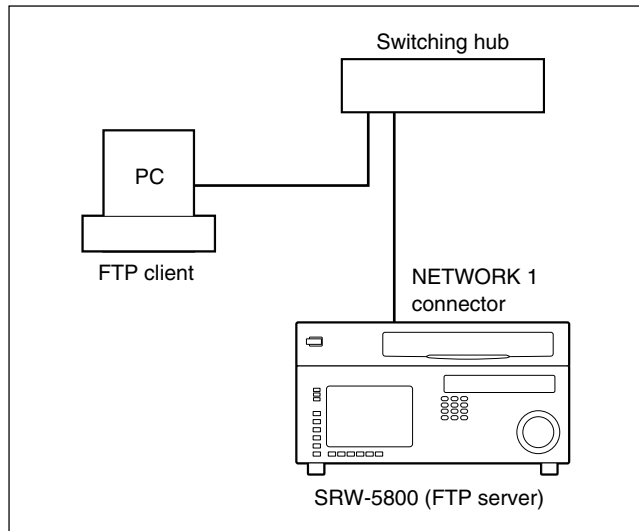 Switching hub
PC
FTP client
NETWORK 1
connector
SRW-5800 (FTP server)